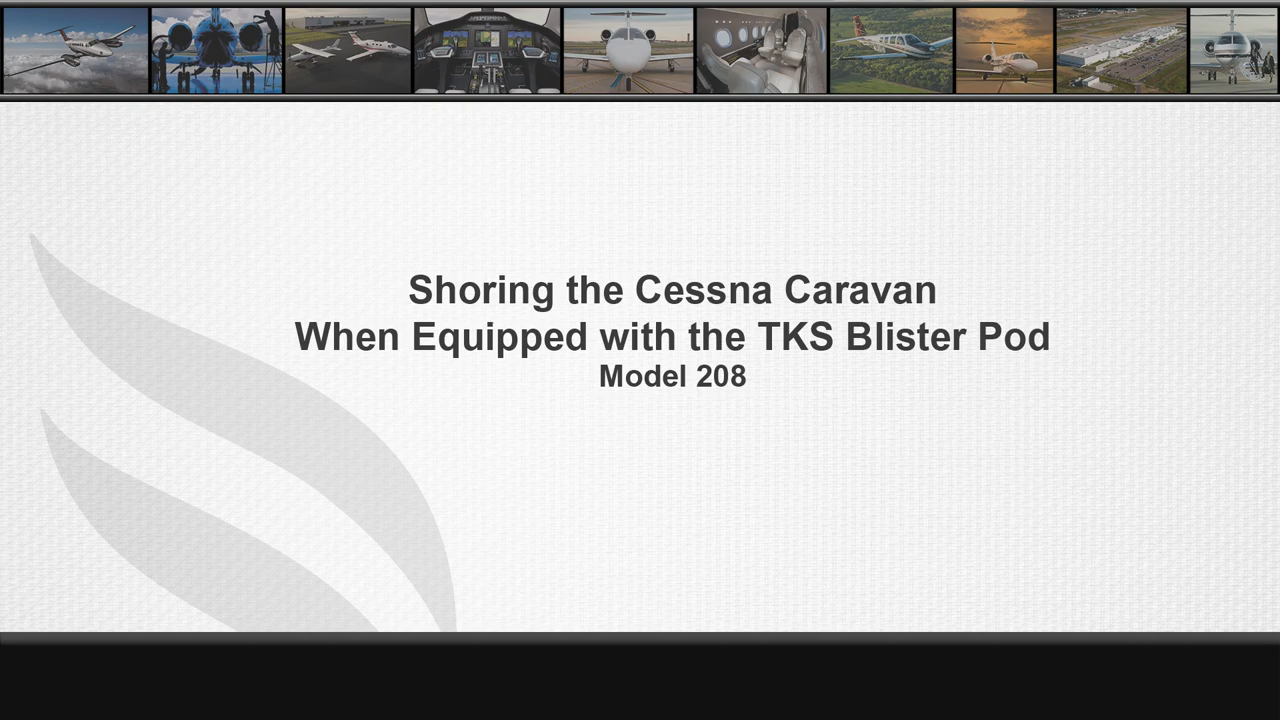 Shoring the Cessna Caravan
When Equipped with the TKS Blister Pod
Model 208